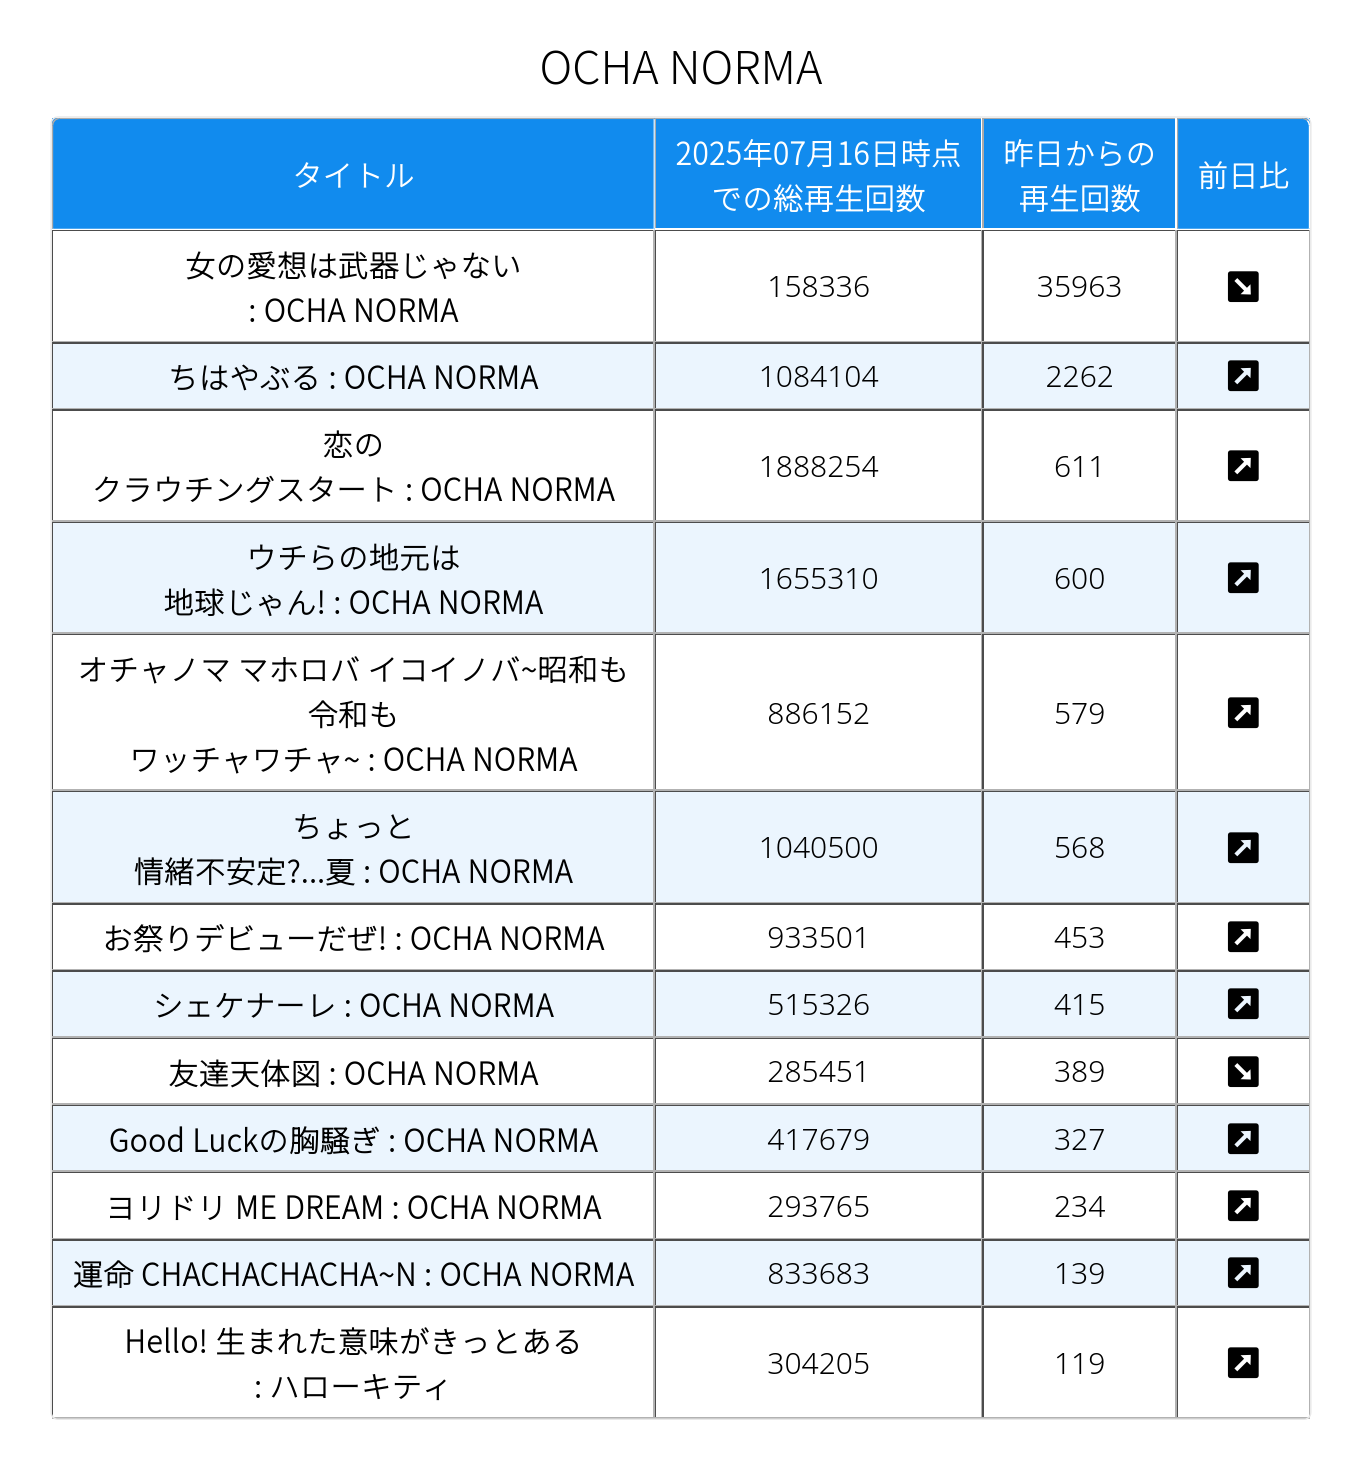 OCHA NORMA
タイトル
2025年07月16日時点
での総再生回数
昨日からの
再生回数
前日比
女の愛想は武器じゃない
: OCHA NORMA
158336
35963
ちはやぶる : OCHA NORMA
1084104
2262
恋の
クラウチングスタート : OCHA NORMA
1888254
611
ウチらの地元は
地球じゃん! : OCHA NORMA
1655310
600
オチャノマ マホロバ イコイノバ~昭和も
令和も
ワッチャワチャ~ : OCHA NORMA
886152
579
ちょっと
情緒不安定?...夏 : OCHA NORMA
1040500
568
お祭りデビューだぜ! : OCHA NORMA
933501
453
シェケナーレ : OCHA NORMA
515326
415
友達天体図 : OCHA NORMA
285451
389
Good Luckの胸騒ぎ : OCHA NORMA
417679
327
ヨリドリ ME DREAM : OCHA NORMA
293765
234
運命 CHACHACHACHA~N : OCHA NORMA
833683
139
Hello! 生まれた意味がきっとある
: ハローキティ
304205
119